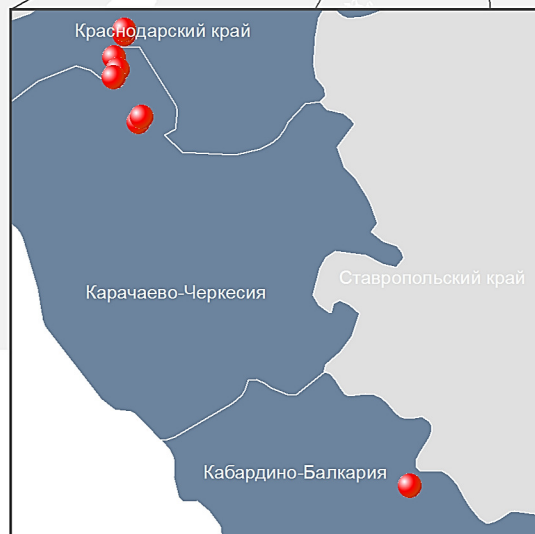 Краснодарский край
Ставропольский край
Карачаево-Черкесия
Кабардино-Балкария